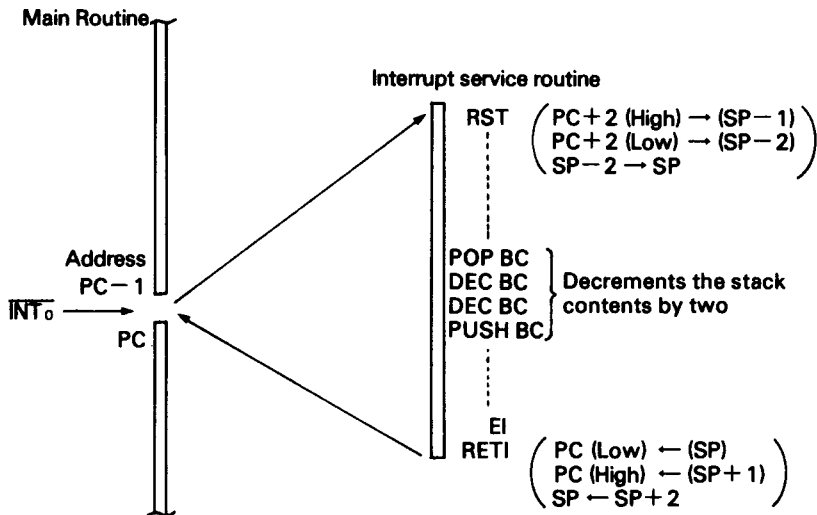 Main Routine
Interrupt service routine
RST
PC+2 (High) → (SP−1)
PC+2 (Low) → (SP−2)
SP−2 → SP
Address
PC−1
INT₀
PC
POP BC
DEC BC
DEC BC
PUSH BC
Decrements the stack
contents by two
EI
RETI
PC (Low) ← (SP)
PC (High) ← (SP+1)
SP ← SP+2